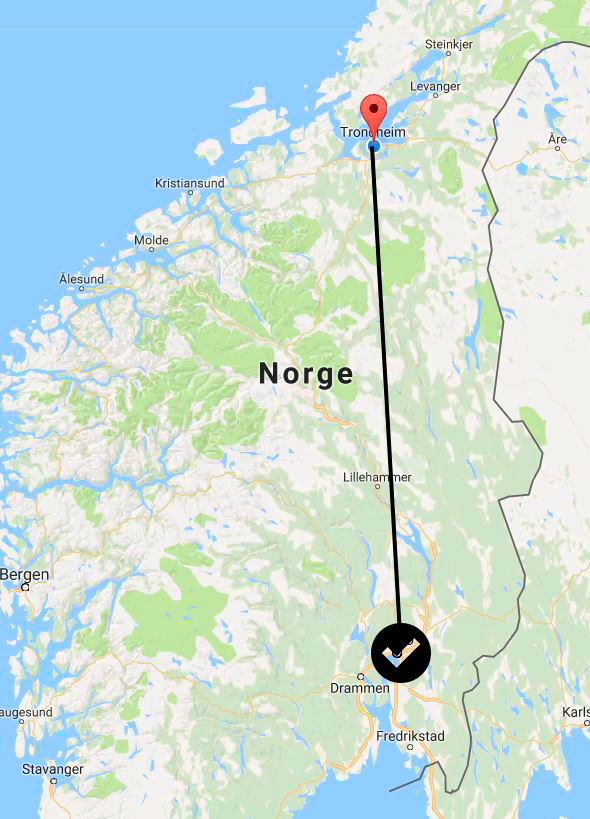 Steinkjer
Levanger
Trondheim
Åre
Kristiansund
Molde
Ålesund
Norge
Lillehammer
Bergen
Drammen
augesund
Karls
Fredrikstad
Stavanger